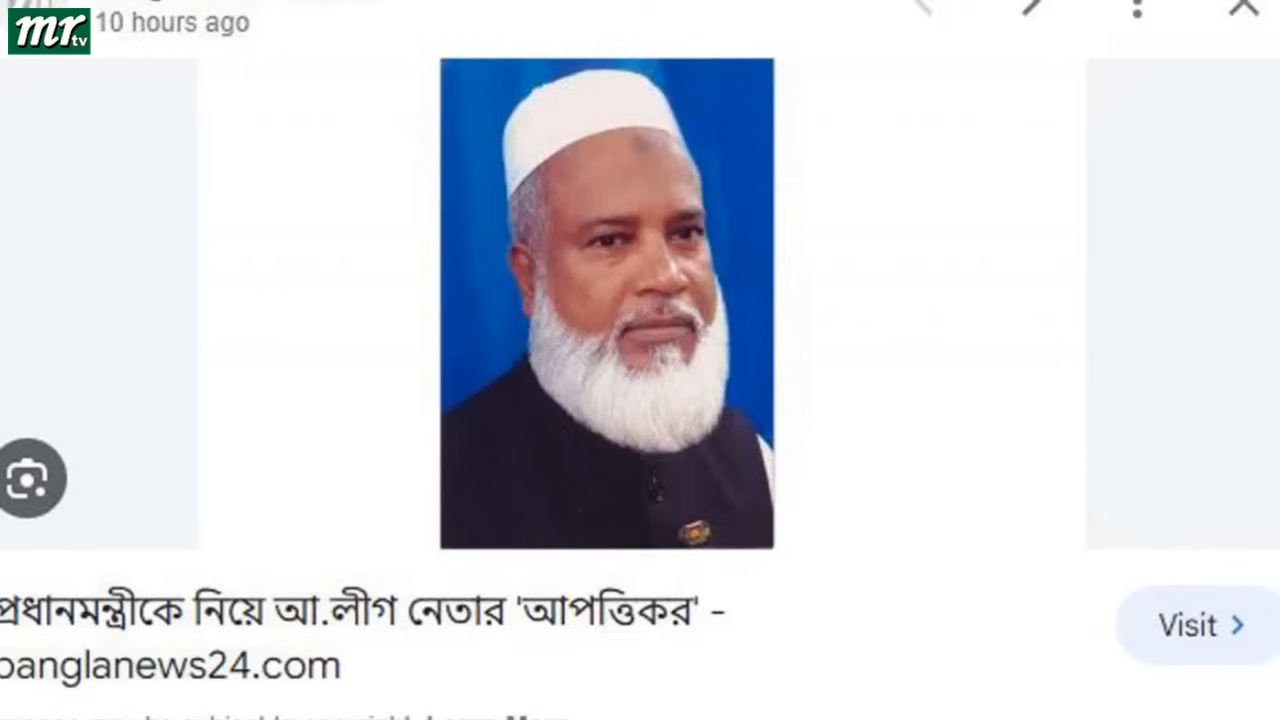 mr tv
10 hours ago
প্রধানমন্ত্রীকে নিয়ে আ.লীগ নেতার 'আপত্তিকর' -
banglanews24.com
Visit